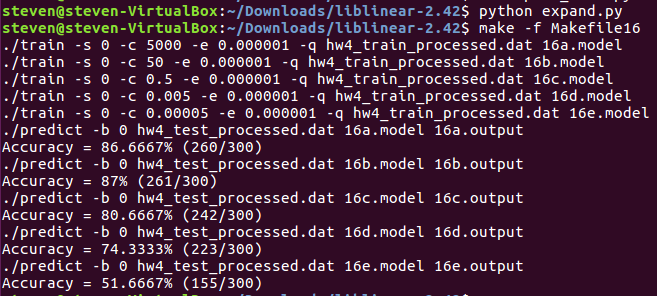 steven@steven-VirtualBox:~/Downloads/liblinear-2.42$ python expand.py
steven@steven-VirtualBox:~/Downloads/liblinear-2.42$ make -f Makefile16
./train -s 0 -c 5000 -e 0.000001 -q hw4_train_processed.dat 16a.model
./train -s 0 -c 50 -e 0.000001 -q hw4_train_processed.dat 16b.model
./train -s 0 -c 0.5 -e 0.000001 -q hw4_train_processed.dat 16c.model
./train -s 0 -c 0.005 -e 0.000001 -q hw4_train_processed.dat 16d.model
./train -s 0 -c 0.00005 -e 0.000001 -q hw4_train_processed.dat 16e.model
./predict -b 0 hw4_test_processed.dat 16a.model 16a.output
Accuracy = 86.6667% (260/300)
./predict -b 0 hw4_test_processed.dat 16b.model 16b.output
Accuracy = 87% (261/300)
./predict -b 0 hw4_test_processed.dat 16c.model 16c.output
Accuracy = 80.6667% (242/300)
./predict -b 0 hw4_test_processed.dat 16d.model 16d.output
Accuracy = 74.3333% (223/300)
./predict -b 0 hw4_test_processed.dat 16e.model 16e.output
Accuracy = 51.6667% (155/300)